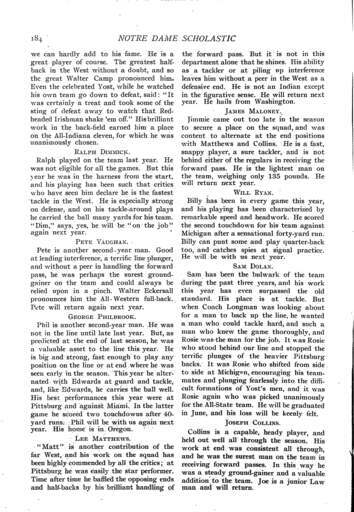 184
NOTRE DAME SCHOLASTIC
we can hardly add to his fame. He is a
great player of course. The greatest half-
back in the West without a doubt, and so
the great Walter Camp pronounced him.
Even the celebrated Yost, while he watched
his own team go down to defeat, said: "It
was certainly a treat and took some of the
sting of defeat away to watch that Red-
headed Irishman shake 'em off." His brilliant
work in the back-field earned him a place
on the All-Indiana eleven, for which he was
unanimously chosen.
RALPH DIMMICK.
Ralph played on the team last year. He
was not eligible for all the games. But this
year he was in the harness from the start,
and his playing has been such that critics
who have seen him declare he is the fastest
tackle in the West. He is especially strong
on defense, and on his tackle-around plays
he carried the ball many yards for his team.
"Dim," says, yes, he will be "on the job"
again next year.
PETE VAUGHAN.
Pete is another second-year man. Good
at leading interference, a terrific line plunger,
and without a peer in handling the forward
pass, he was perhaps the surest ground-
gainer on the team and could always be
relied upon in a pinch. Walter Eckersall
pronounces him the All-Western full-back.
Pete will return again next year.
GEORGE PHILBROOK.
Phil is another second-year man. He was
not in the line until late last year. But, as
predicted at the end of last season, he was
a valuable asset to the line this year. He
is big and strong, fast enough to play any
position on the line or at end where he was
seen early in the season. This year he alter-
nated with Edwards at guard and tackle,
and, like Edwards, he carries the ball well.
His best performances this year were at
Pittsburg and against Miami. In the latter
game he scored two touchdowns after 40-
yard runs. Phil will be with us again next
year. His home is in Oregon.
LEE MATTHEWS.
"Matt" is another contribution of the
far West, and his work on the squad has
been highly commended by all the critics; at
Pittsburg he was easily the star performer.
Time after time he baffled the opposing ends
and half-backs by his brilliant handling of
the forward pass. But it is not in this
department alone that he shines. His ability
as a tackler or at piling up interference
leaves him without a peer in the West as a
defensive end. He is not an Indian except
in the figurative sense. He will return next
year. He hails from Washington.
JAMES MALONEY.
Jimmie came out too late in the season
to secure a place on the squad, and was
content to alternate at the end positions
with Matthews and Collins. He is a fast,
snappy player, a sure tackler, and is not
behind either of the regulars in receiving the
forward pass. He is the lightest man on
the team, weighing only 135 pounds. He
will return next year.
WILL RYAN.
Billy has been in every game this year,
and his playing has been characterized by
remarkable speed and headwork. He scored
the second touchdown for his team against
Michigan after a sensational forty-yard run.
Billy can punt some and play quarter-back
too, and catches spies at signal practice.
He will be with us next year.
SAM DOLAN.
Sam has been the bulwark of the team
during the past three years, and his work
this year has even surpassed the old
standard. His place is at tackle. But
when Coach Longman was looking about
for a man to back up the line, he wanted
a man who could tackle hard, and such a
man who knew the game thoroughly, and
Rosie was the man for the job. It was Rosie
who stood behind our line and stopped the
terrific plunges of the heavier Pittsburg
backs. It was Rosie who shifted from side
to side at Michigan, encouraging his team-
mates and plunging fearlessly into the diffi-
cult formations of Yost's men, and it was
Rosie again who was picked unanimously
for the All-State team. He will be graduated
in June, and his loss will be keenly felt.
JOSEPH COLLINS.
Collins is a capable, heady player, and
held out well all through the season. His
work at end was consistent all through,
and he was the surest man on the team in
receiving forward passes. In this way he
was a steady ground-gainer and a valuable
addition to the team. Joe is a Junior Law
man and will return.